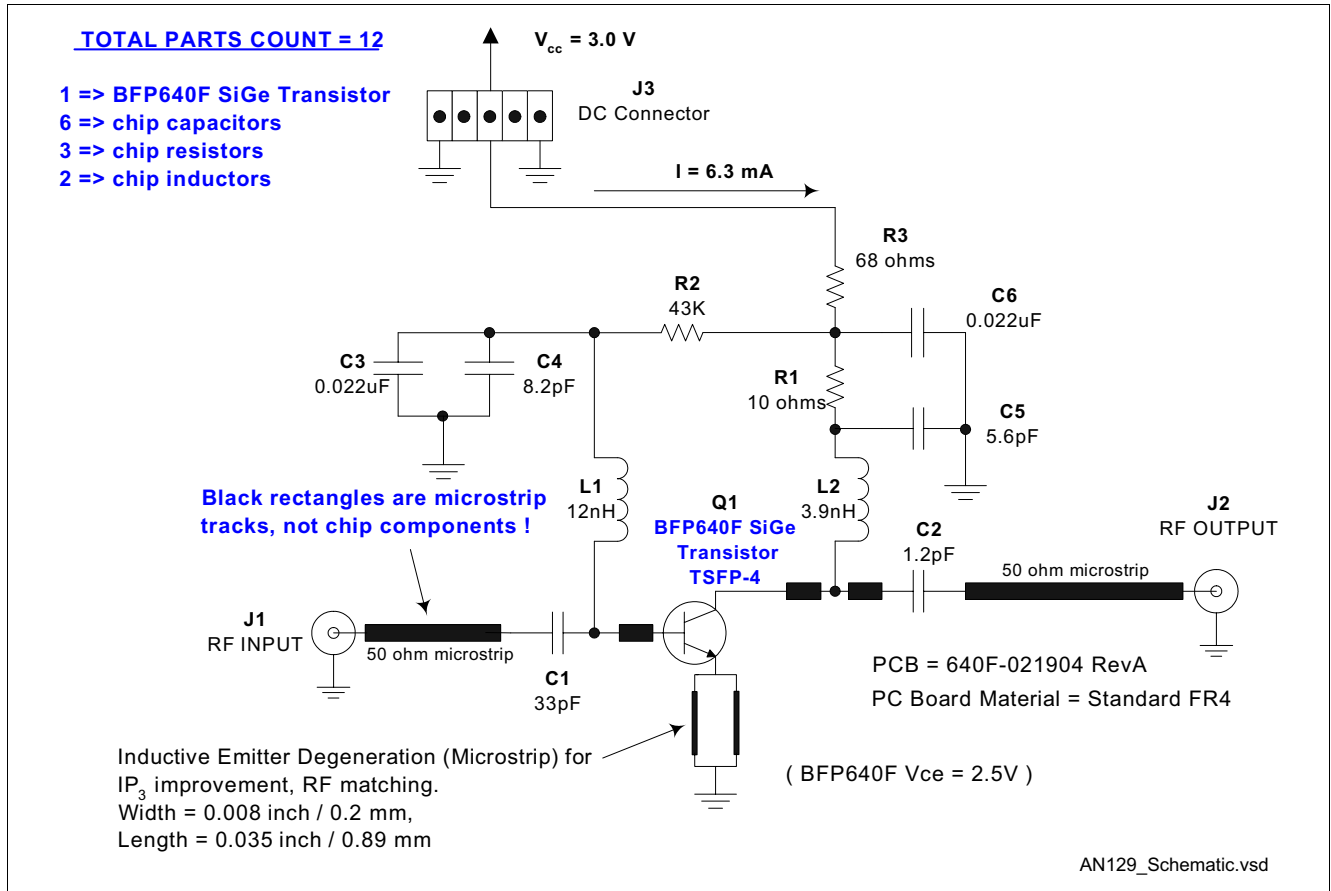 TOTAL PARTS COUNT = 12
1 => BFP640F SiGe Transistor
6 => chip capacitors
3 => chip resistors
2 => chip inductors
Vcc = 3.0 V
J3
DC Connector
I = 6.3 mA
R3
68 ohms
R2
43K
C6
0.022uF
C3
0.022uF
C4
8.2pF
R1
10 ohms
C5
5.6pF
Black rectangles are microstrip
tracks, not chip components !
L1
12nH
L2
3.9nH
Q1
BFP640F SiGe
Transistor
TSFP-4
C2
1.2pF
J2
RF OUTPUT
50 ohm microstrip
J1
RF INPUT
50 ohm microstrip
C1
33pF
PCB = 640F-021904 RevA
PC Board Material = Standard FR4
Inductive Emitter Degeneration (Microstrip) for
IP3 improvement, RF matching.
Width = 0.008 inch / 0.2 mm,
Length = 0.035 inch / 0.89 mm
( BFP640F Vce = 2.5V )
AN129_Schematic.vsd